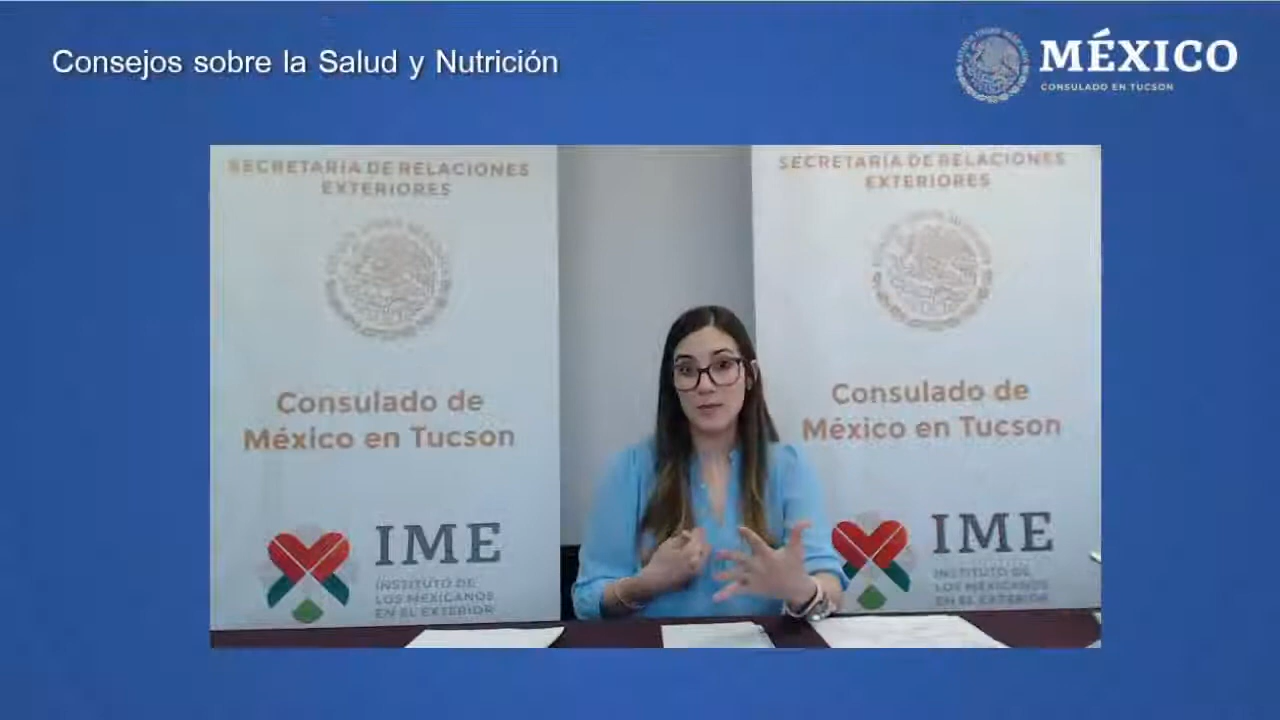 Consejos sobre la Salud y Nutrición
MÉXICO
CONSULADO EN TUCSON
SECRETARÍA DE RELACIONES
EXTERIORES
Consulado de
México en Tucson
IME
INSTITUTO DE
LOS MEXICANOS
EN EL EXTERIOR
SECRETARÍA DE RELACIONES
EXTERIORES
Consulado de
México en Tucson
IME
INSTITUTO DE
LOS MEXICANOS
EN EL EXTERIOR